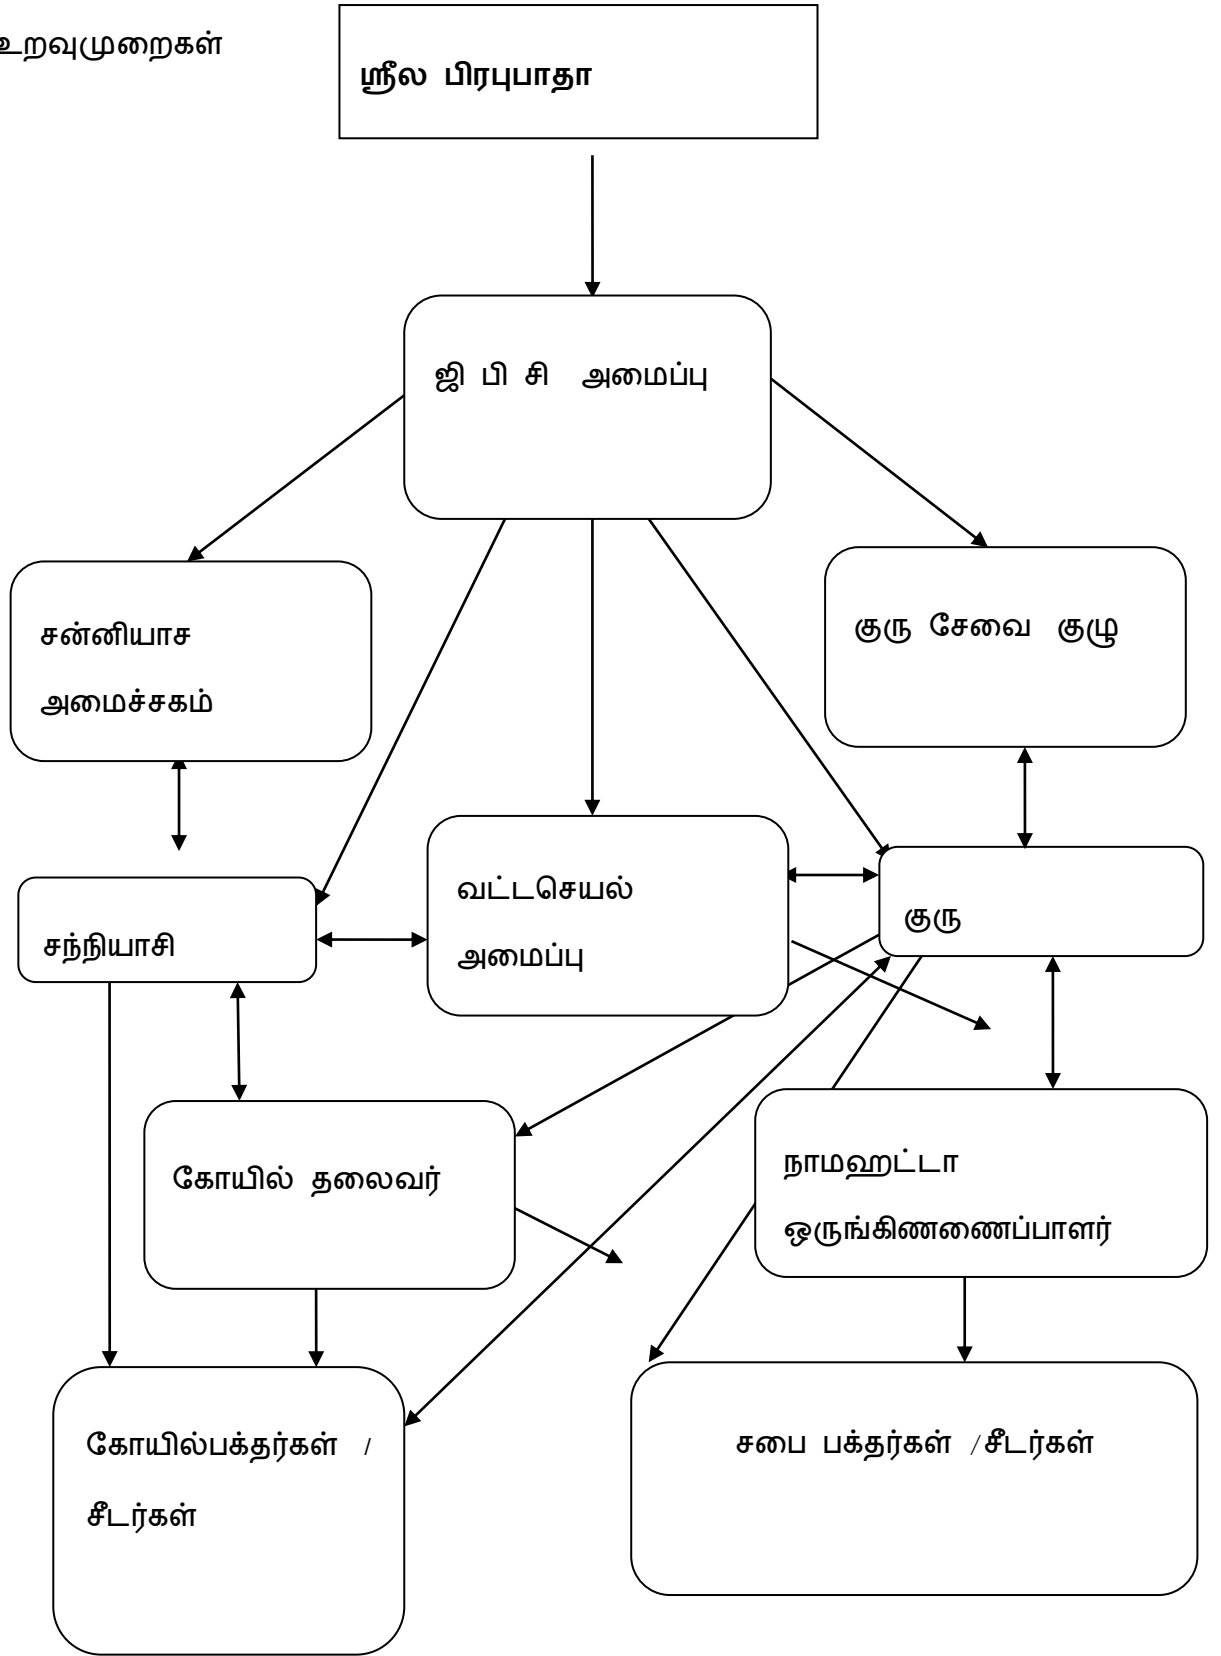 உறவுமுறைகள்
ஸ்ரீல பிரபுபாதா
ஜி பி சி அமைப்பு
சன்னியாச
அமைச்சகம்
குரு சேவை குழு
வட்டசெயல்
அமைப்பு
குரு
சந்நியாசி
கோயில் தலைவர்
நாமஹட்டா
ஒருங்கிணணைப்பாளர்
கோயில்பக்தர்கள் /
சீடர்கள்
சபை பக்தர்கள் /சீடர்கள்